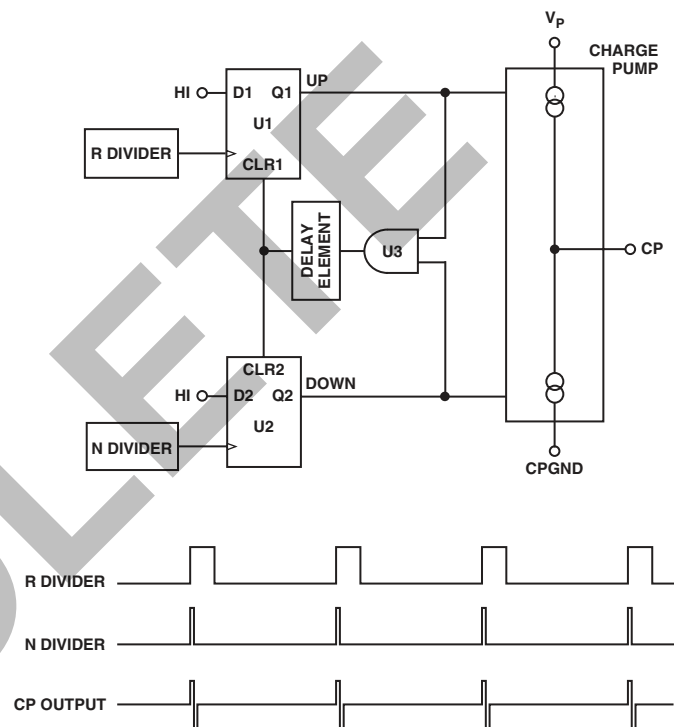 V_P
CHARGE
PUMP
UP
HI
D1 Q1
U1
R DIVIDER
CLR1
DELAY
ELEMENT
U3
CP
CLR2
DOWN
HI
D2 Q2
U2
N DIVIDER
CPGND
R DIVIDER
N DIVIDER
CP OUTPUT
OLETE